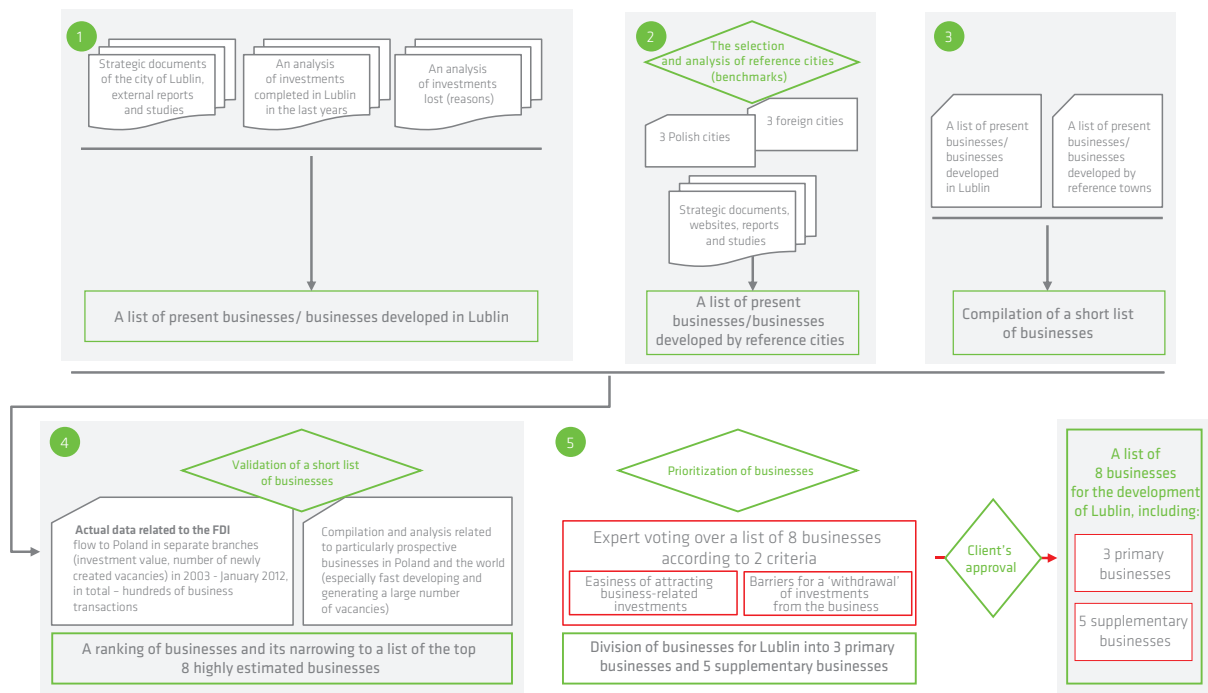 1
Strategic documents
of the city of Lublin,
external reports
and studies
An analysis
of investments
completed in Lublin
in the last years
An analysis
of investments
lost (reasons)
A list of present businesses/ businesses developed in Lublin
2
The selection
and analysis of reference cities
(benchmarks)
3 Polish cities
3 foreign cities
Strategic documents,
websites, reports
and studies
A list of present
businesses/businesses
developed by reference cities
3
A list of present
businesses/
businesses
developed
in Lublin
A list of present
businesses/
businesses
developed by
reference towns
Compilation of a short list
of businesses
4
Validation of a short list
of businesses
Actual data related to the FDI
flow to Poland in separate branches
(investment value, number of newly
created vacancies) in 2003 - January 2012,
in total – hundreds of business
transactions
Compilation and analysis related
to particularly prospective
businesses in Poland and the world
(especially fast developing and
generating a large number
of vacancies)
A ranking of businesses and its narrowing to a list of the top
8 highly estimated businesses
5
Prioritization of businesses
Expert voting over a list of 8 businesses
according to 2 criteria
Easiness of attracting
business-related
investments
Barriers for a 'withdrawal'
of investments
from the business
Division of businesses for Lublin into 3 primary
businesses and 5 supplementary businesses
Client's
approval
A list of
8 businesses
for the development
of Lublin, including:
3 primary
businesses
5 supplementary
businesses